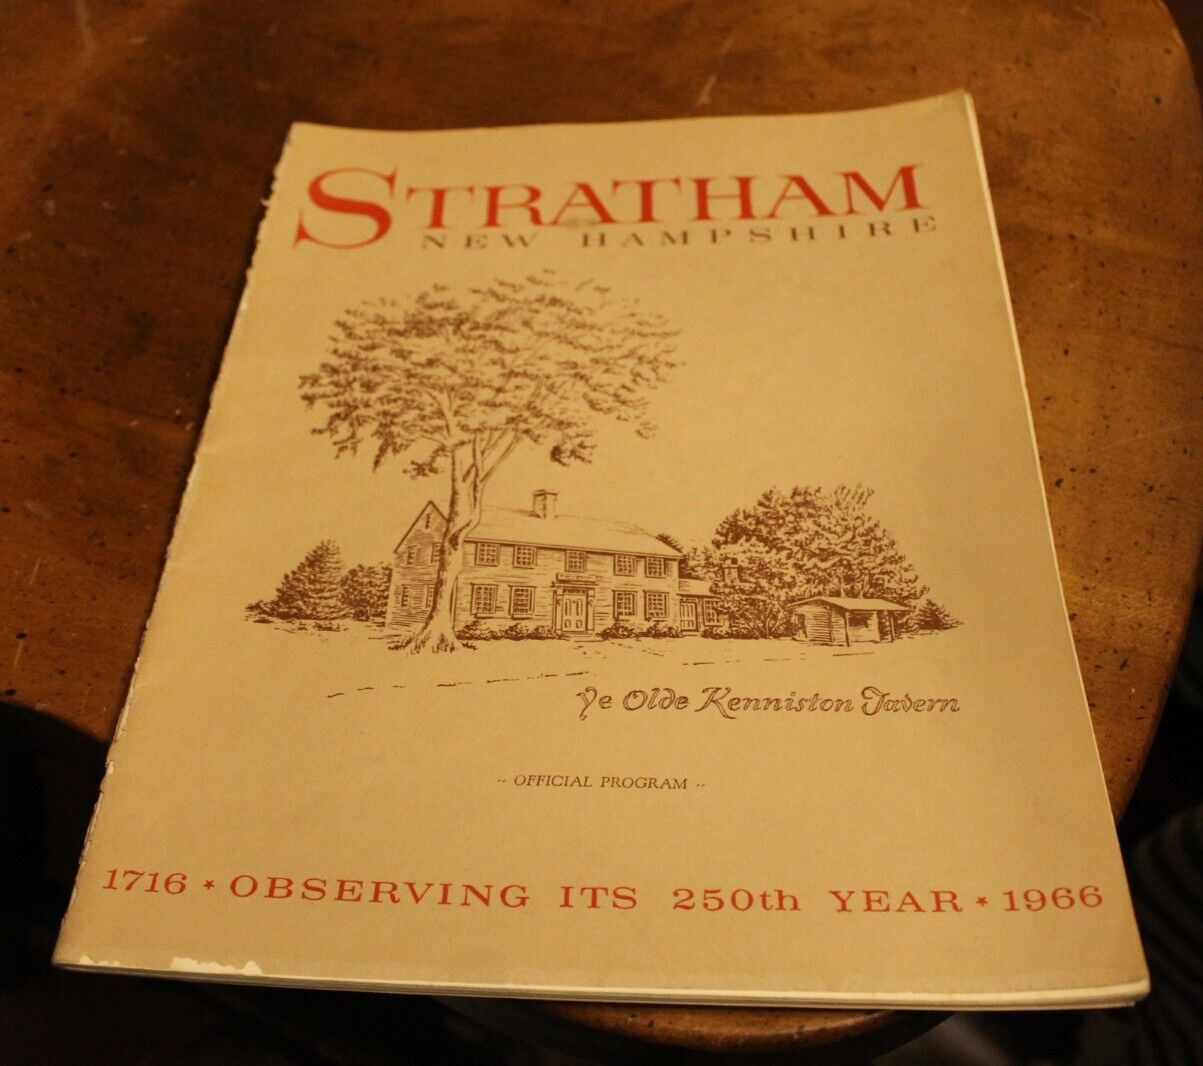 STRATHAM
NEW HAMPSHIRE
Ye Olde Kenniston Tavern
-- OFFICIAL PROGRAM --
1716 * OBSERVING ITS 250th YEAR * 1966